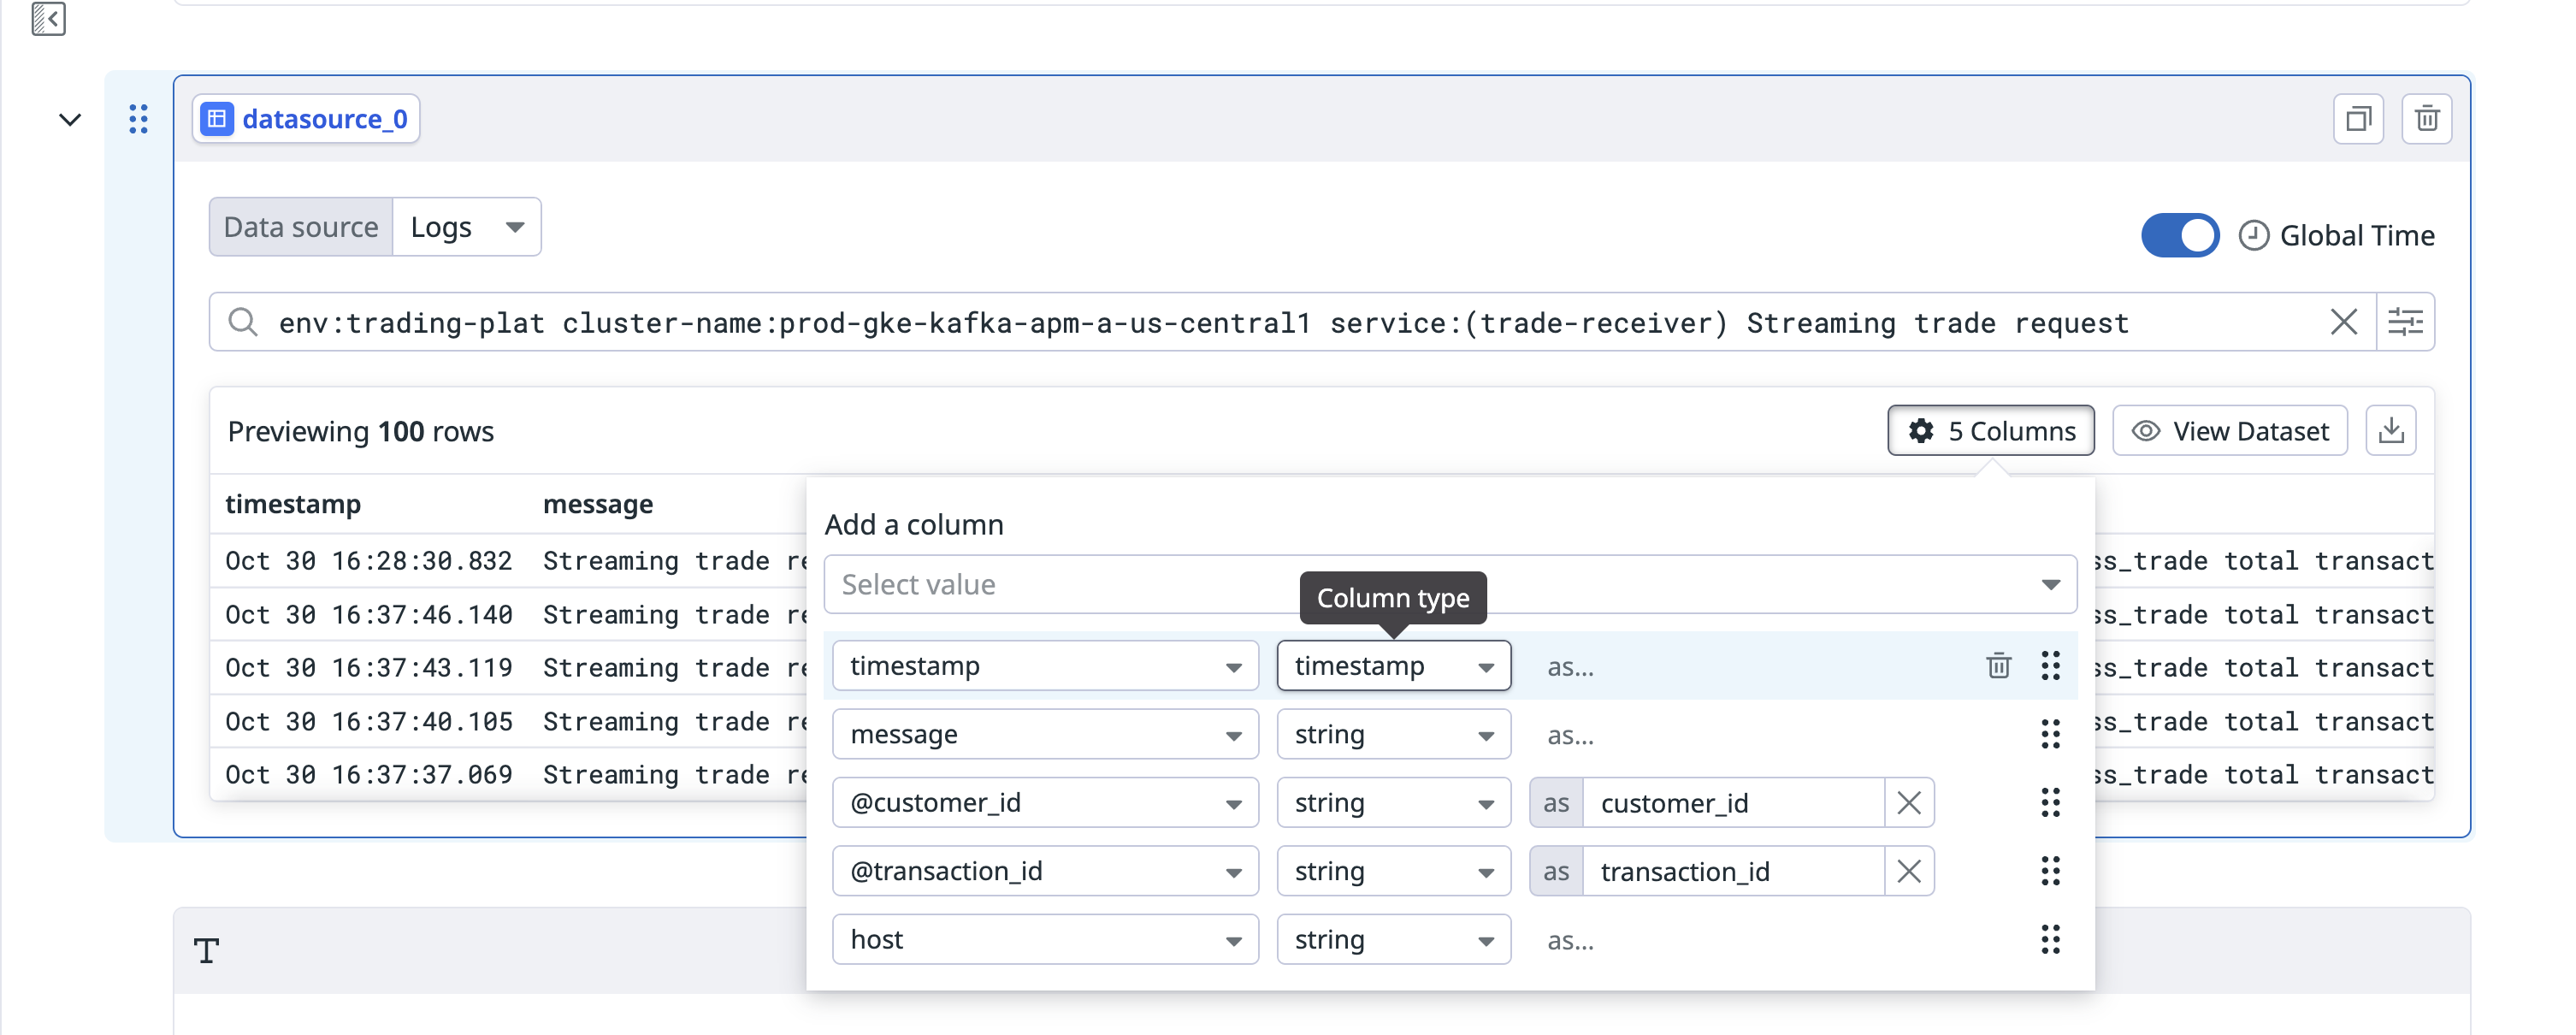 datasource_0
Data source Logs
Global Time
env:trading-plat cluster-name:prod-gke-kafka-apm-a-us-central1 service:(trade-receiver) Streaming trade request
Previewing 100 rows
5 Columns
View Dataset
timestamp message
Oct 30 16:28:30.832 Streaming trade re
Oct 30 16:37:46.140 Streaming trade re
Oct 30 16:37:43.119 Streaming trade re
Oct 30 16:37:40.105 Streaming trade re
Oct 30 16:37:37.069 Streaming trade re
ss_trade total transact
ss_trade total transact
ss_trade total transact
ss_trade total transact
ss_trade total transact
Add a column
Select value
Column type
timestamp timestamp as...
message string as...
@customer_id string as customer_id
@transaction_id string as transaction_id
host string as...
T